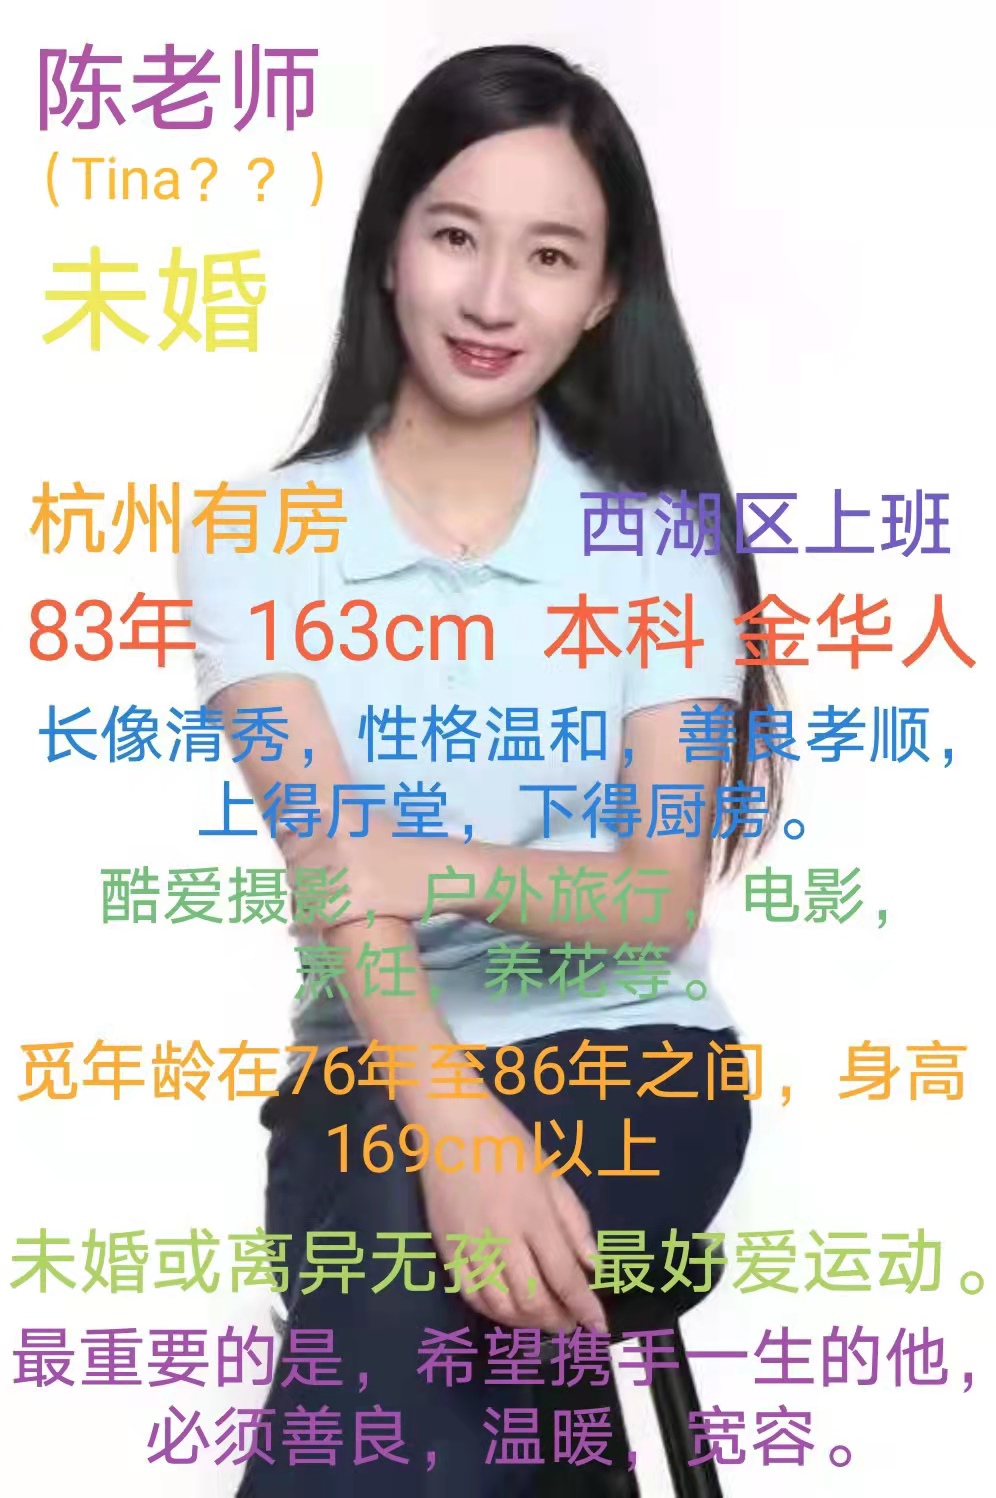 陈老师
（Tina？？）
未婚
杭州有房 西湖区上班
83年 163cm 本科 金华人
长像清秀，性格温和，善良孝顺，
上得厅堂，下得厨房。
酷爱摄影，户外旅行，电影，
烹饪，养花等。
觅年龄在76年至86年之间，身高
169cm以上
未婚或离异无孩，最好爱运动。
最重要的是，希望携手一生的他，
必须善良，温暖，宽容。